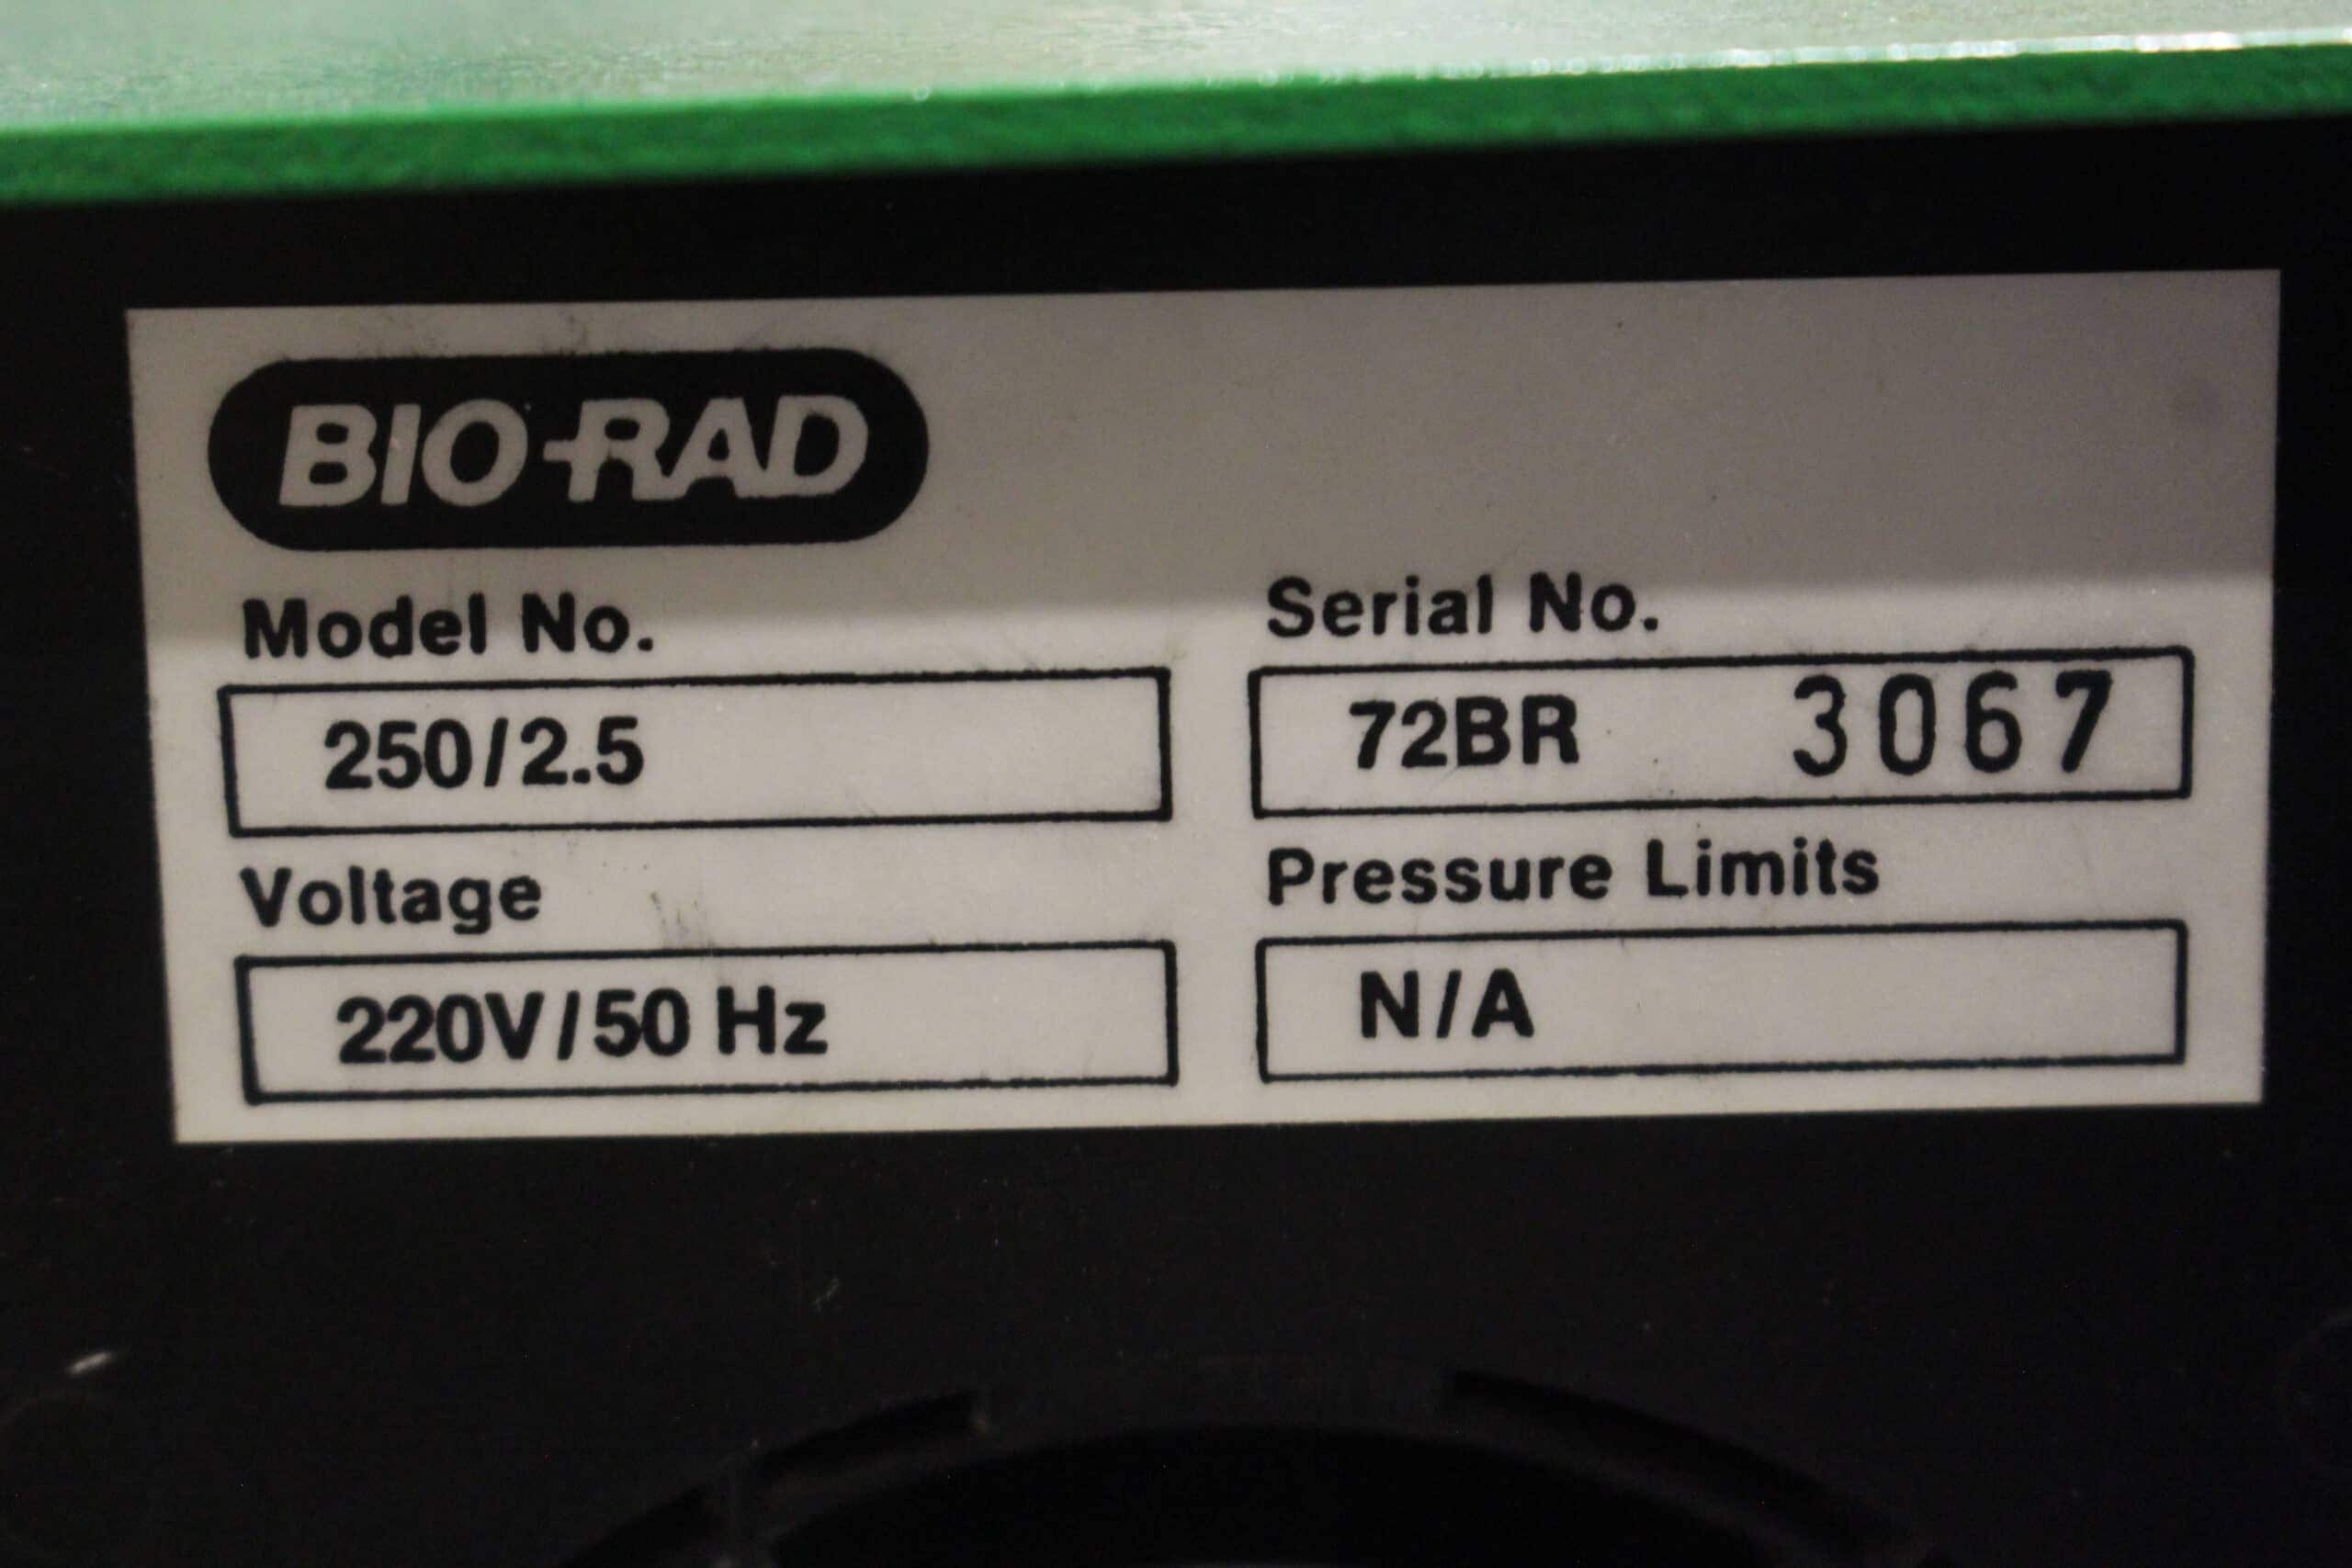 BIO-RAD
Model No.
250/2.5
Serial No.
72BR 3067
Voltage
220V/50 Hz
Pressure Limits
N/A